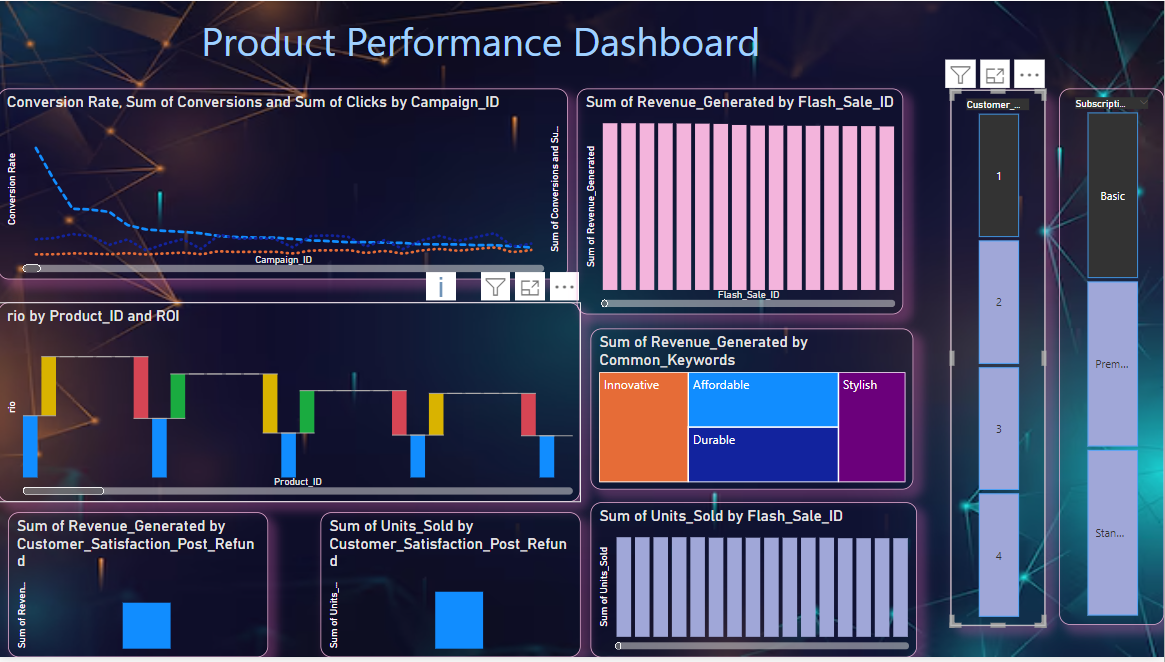 Product Performance Dashboard
Conversion Rate, Sum of Conversions and Sum of Clicks by Campaign_ID
Conversion Rate
Sum of Conversions and Su...
Campaign_ID
Sum of Revenue_Generated by Flash_Sale_ID
Sum of Revenue_Generated
Flash_Sale_ID
rio by Product_ID and ROI
rio
Product_ID
Sum of Revenue_Generated by
Common_Keywords
Innovative
Affordable
Durable
Stylish
Sum of Revenue_Generated by
Customer_Satisfaction_Post_Refun
d
Sum of Reven...
Sum of Units_Sold by
Customer_Satisfaction_Post_Refun
d
Sum of Units_...
Sum of Units_Sold by Flash_Sale_ID
Sum of Units_Sold
Customer_...
1
2
3
4
Subscripti...
Basic
Prem...
Stan...